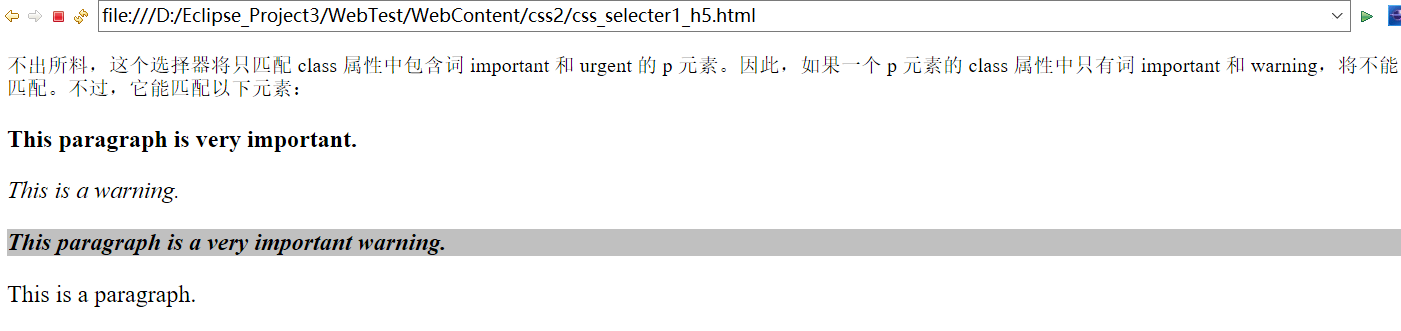 file:///D:/Eclipse_Project3/WebTest/WebContent/css2/css_selecter1_h5.html
不出所料，这个选择器将只匹配 class 属性中包含词 important 和 urgent 的 p 元素。因此，如果一个 p 元素的 class 属性中只有词 important 和 warning，将不能
匹配。不过，它能匹配以下元素：
This paragraph is very important.
This is a warning.
This paragraph is a very important warning.
This is a paragraph.